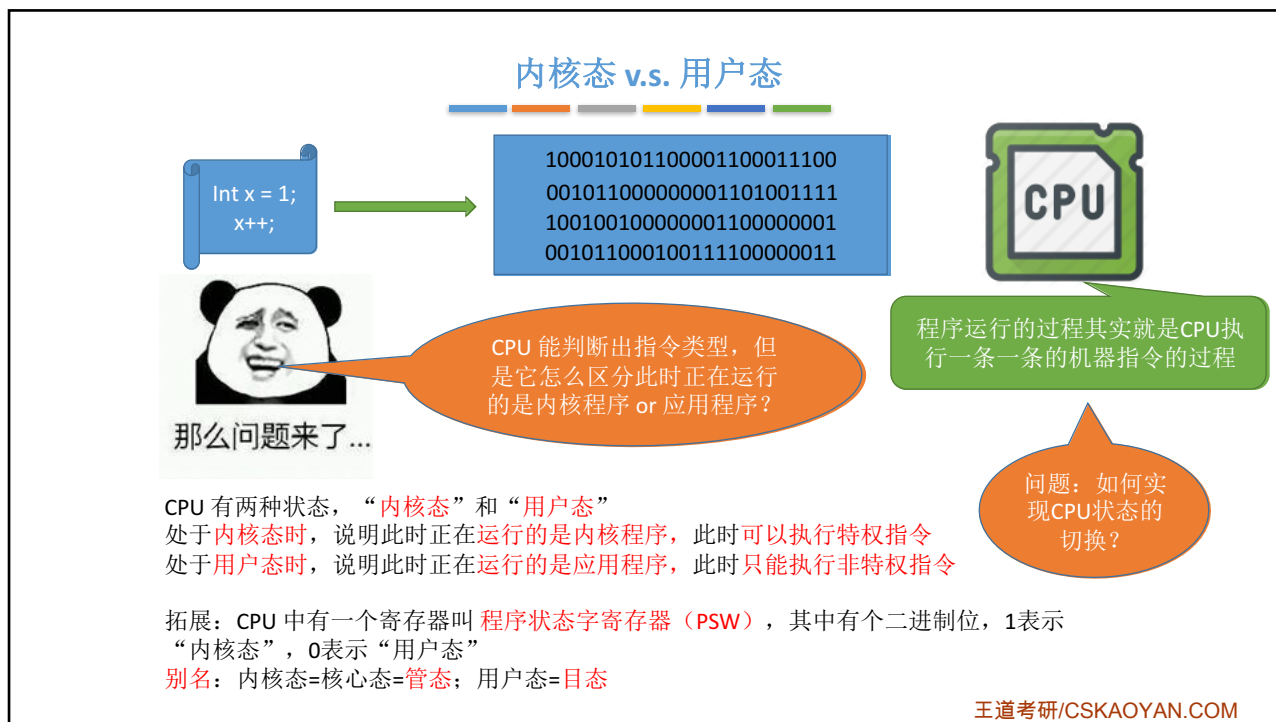 内核态 v.s. 用户态
Int x = 1;
x++;
100010101100001100011100
001011000000001101001111
100100100000001100000001
001011000100111100000011
CPU
程序运行的过程其实就是CPU执
行一条一条的机器指令的过程
CPU 能判断出指令类型，但
是它怎么区分此时正在运行
的是内核程序 or 应用程序？
那么问题来了...
问题：如何实
现CPU状态的
切换？
CPU 有两种状态，“内核态”和“用户态”
处于内核态时，说明此时正在运行的是内核程序，此时可以执行特权指令
处于用户态时，说明此时正在运行的是应用程序，此时只能执行非特权指令
拓展：CPU 中有一个寄存器叫 程序状态字寄存器（PSW），其中有个二进制位，1表示
“内核态”，0表示“用户态”
别名：内核态=核心态=管态；用户态=目态
王道考研/CSKAOYAN.COM